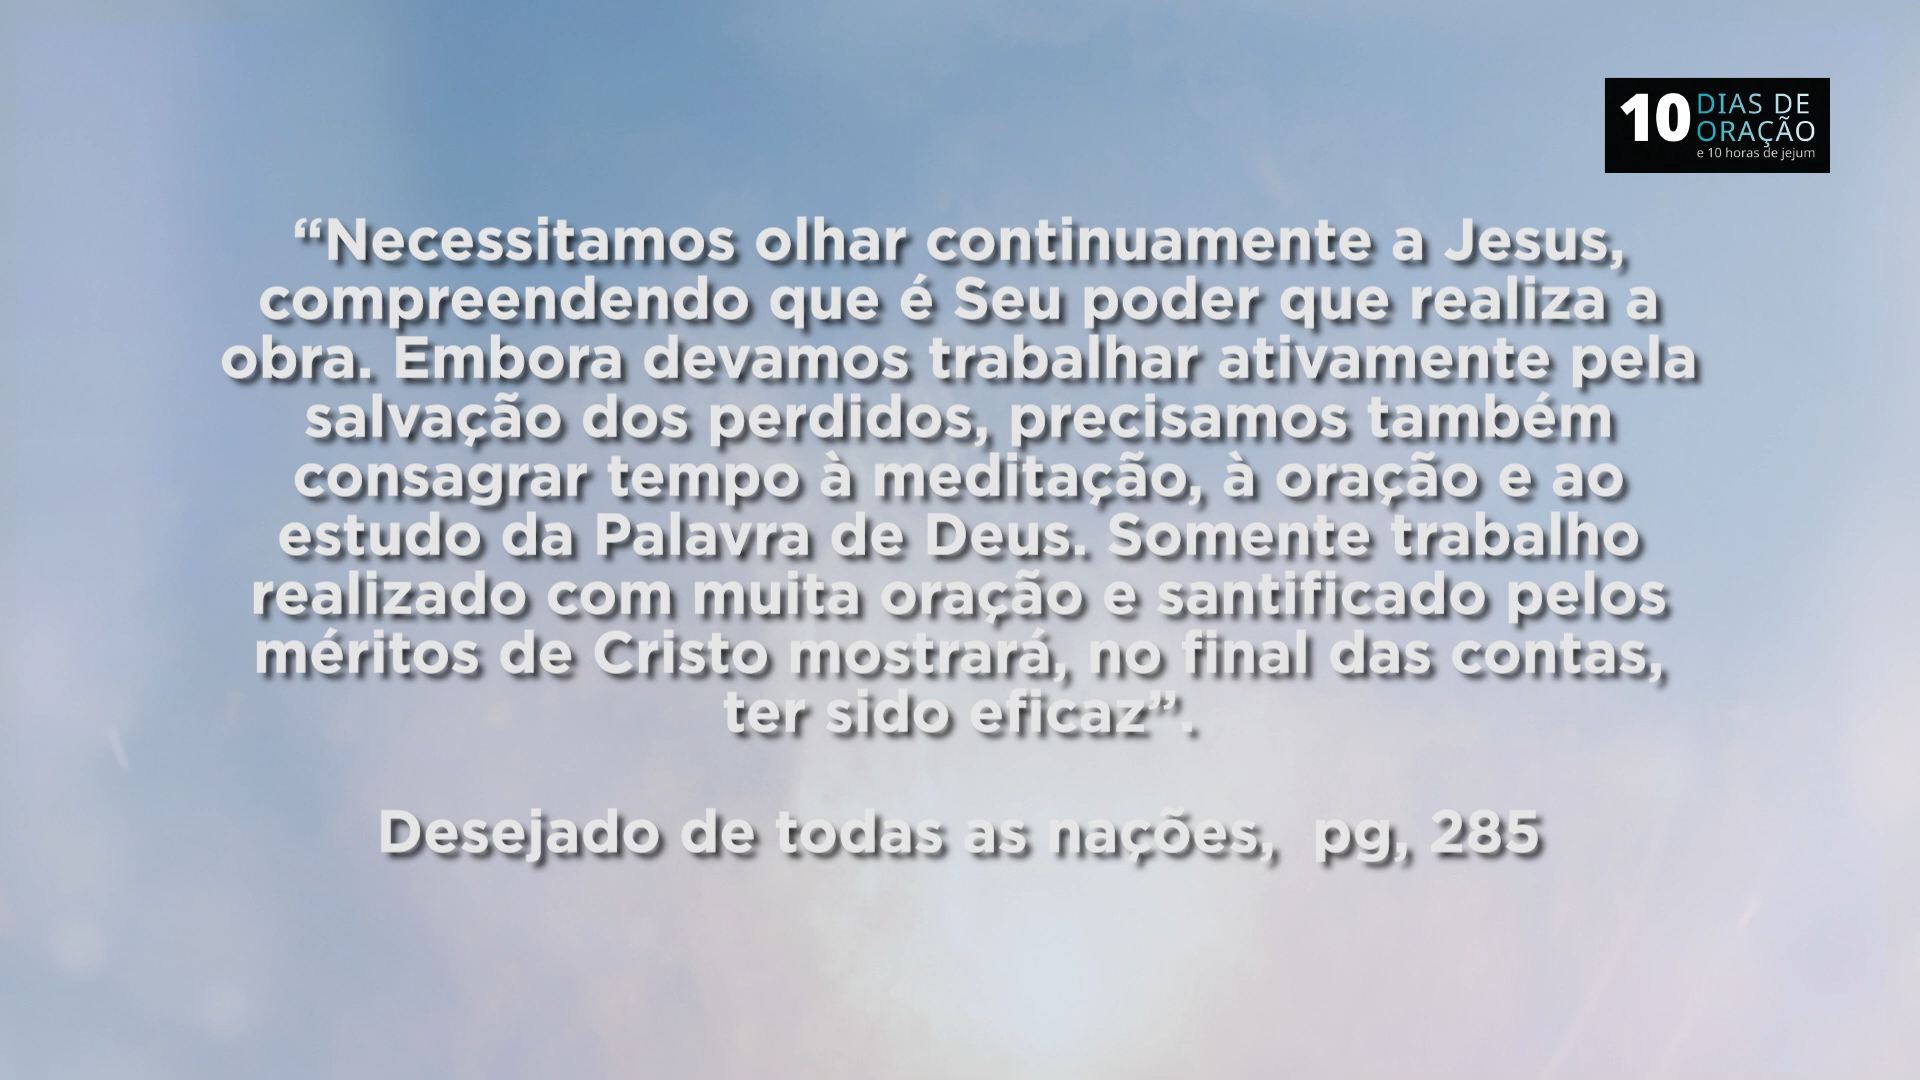 10 DIAS DE
ORAÇÃO
e 10 horas de jejum
“Necessitamos olhar continuamente a Jesus,
compreendendo que é Seu poder que realiza a
obra. Embora devamos trabalhar ativamente pela
salvação dos perdidos, precisamos também
consagrar tempo à meditação, à oração e ao
estudo da Palavra de Deus. Somente trabalho
realizado com muita oração e santificado pelos
méritos de Cristo mostrará, no final das contas,
ter sido eficaz”.
Desejado de todas as nações,  pg, 285